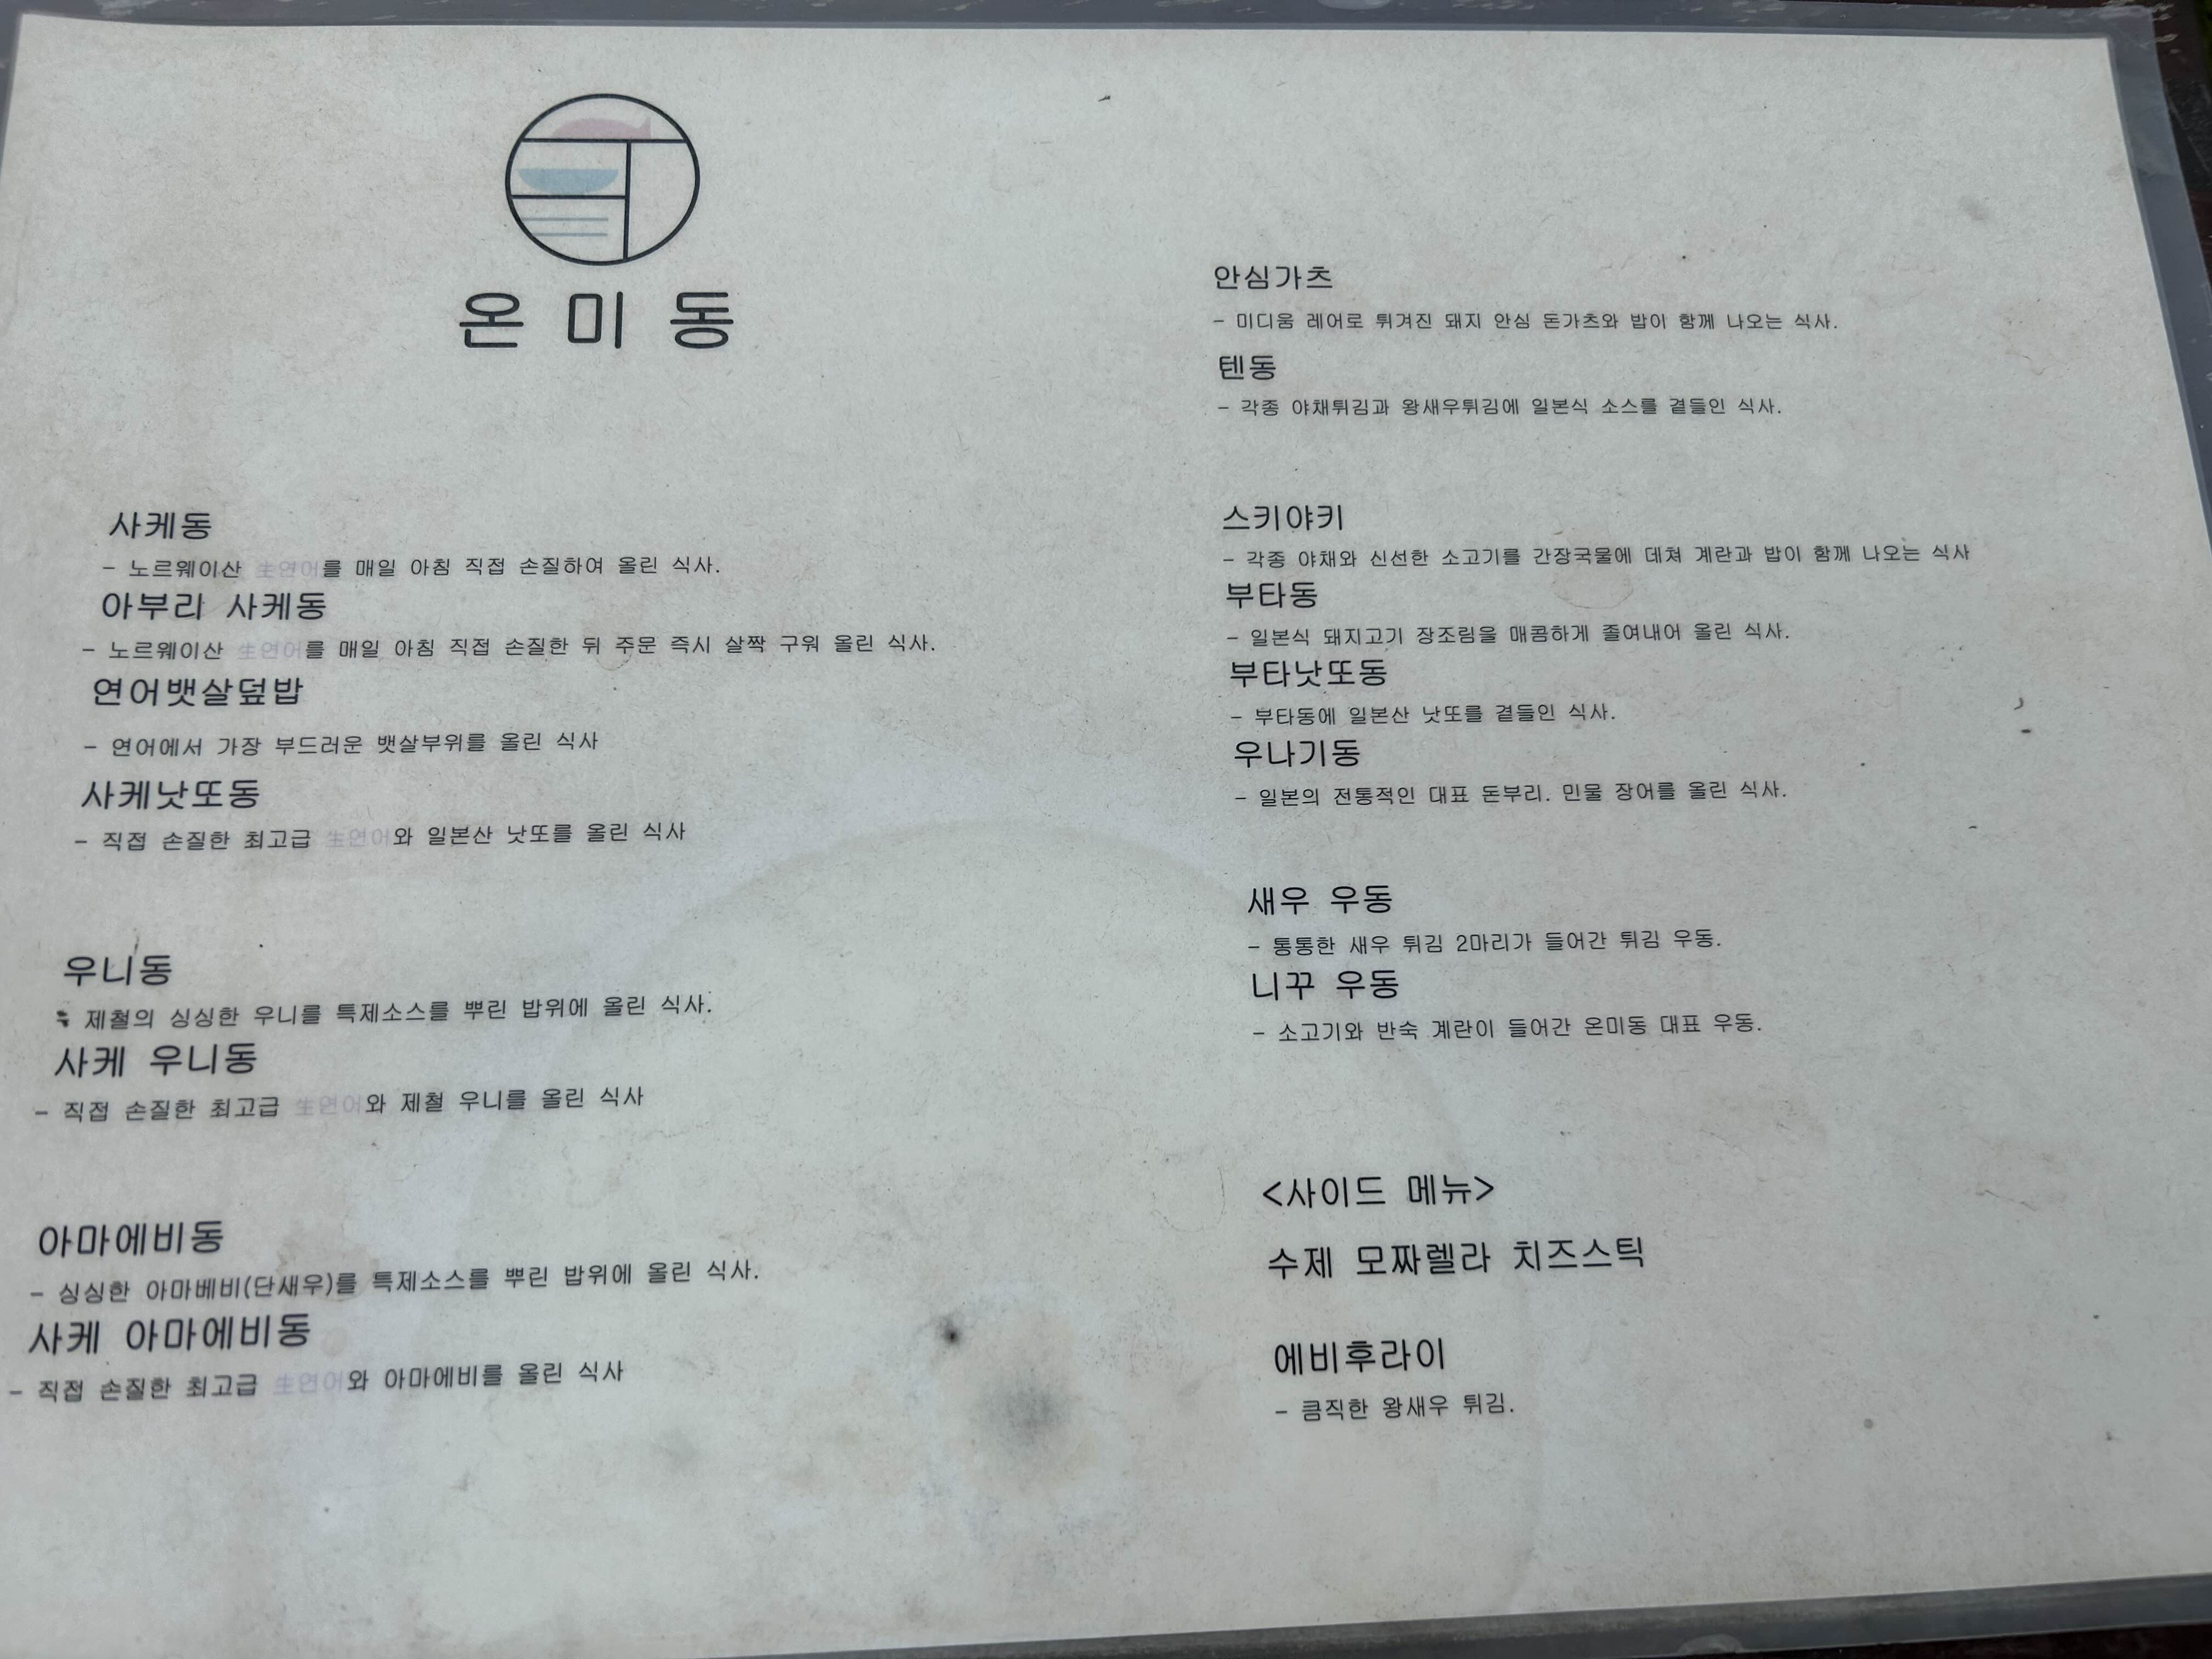 온미동
사케동
- 노르웨이산 生연어를 매일 아침 직접 손질하여 올린 식사.
아부리 사케동
- 노르웨이산 生연어를 매일 아침 직접 손질한 뒤 주문 즉시 살짝 구워 올린 식사.
연어뱃살덮밥
- 연어에서 가장 부드러운 뱃살부위를 올린 식사
사케낫또동
- 직접 손질한 최고급 生연어와 일본산 낫또를 올린 식사
우니동
- 제철의 싱싱한 우니를 특제소스를 뿌린 밥위에 올린 식사.
사케 우니동
- 직접 손질한 최고급 生연어와 제철 우니를 올린 식사
아마에비동
- 싱싱한 아마베비(단새우)를 특제소스를 뿌린 밥위에 올린 식사.
사케 아마에비동
- 직접 손질한 최고급 生연어와 아마에비를 올린 식사
안심가츠
- 미디움 레어로 튀겨진 돼지 안심 돈가츠와 밥이 함께 나오는 식사.
텐동
- 각종 야채튀김과 왕새우튀김에 일본식 소스를 곁들인 식사.
스키야키
- 각종 야채와 신선한 소고기를 간장국물에 데쳐 계란과 밥이 함께 나오는 식사
부타동
- 일본식 돼지고기 장조림을 매콤하게 졸여내어 올린 식사.
부타낫또동
- 부타동에 일본산 낫또를 곁들인 식사.
우나기동
- 일본의 전통적인 대표 돈부리. 민물 장어를 올린 식사.
새우 우동
- 통통한 새우 튀김 2마리가 들어간 튀김 우동.
니꾸 우동
- 소고기와 반숙 계란이 들어간 온미동 대표 우동.
<사이드 메뉴>
수제 모짜렐라 치즈스틱
에비후라이
- 큼직한 왕새우 튀김.